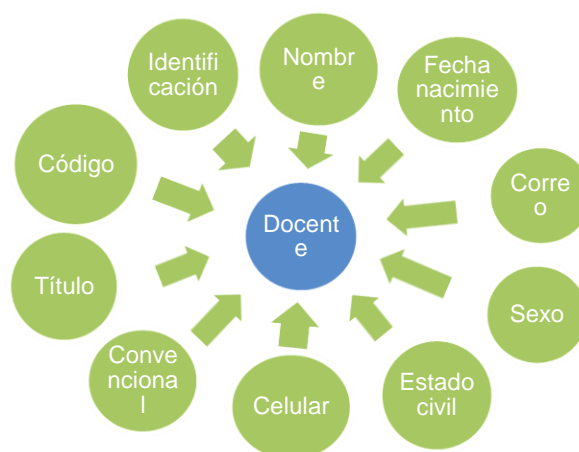 Identifi
cación
Nombr
e
Fecha
nacimie
nto
Código
Corre
o
Docent
e
Título
Sexo
Conve
nciona
l
Celular
Estado
civil